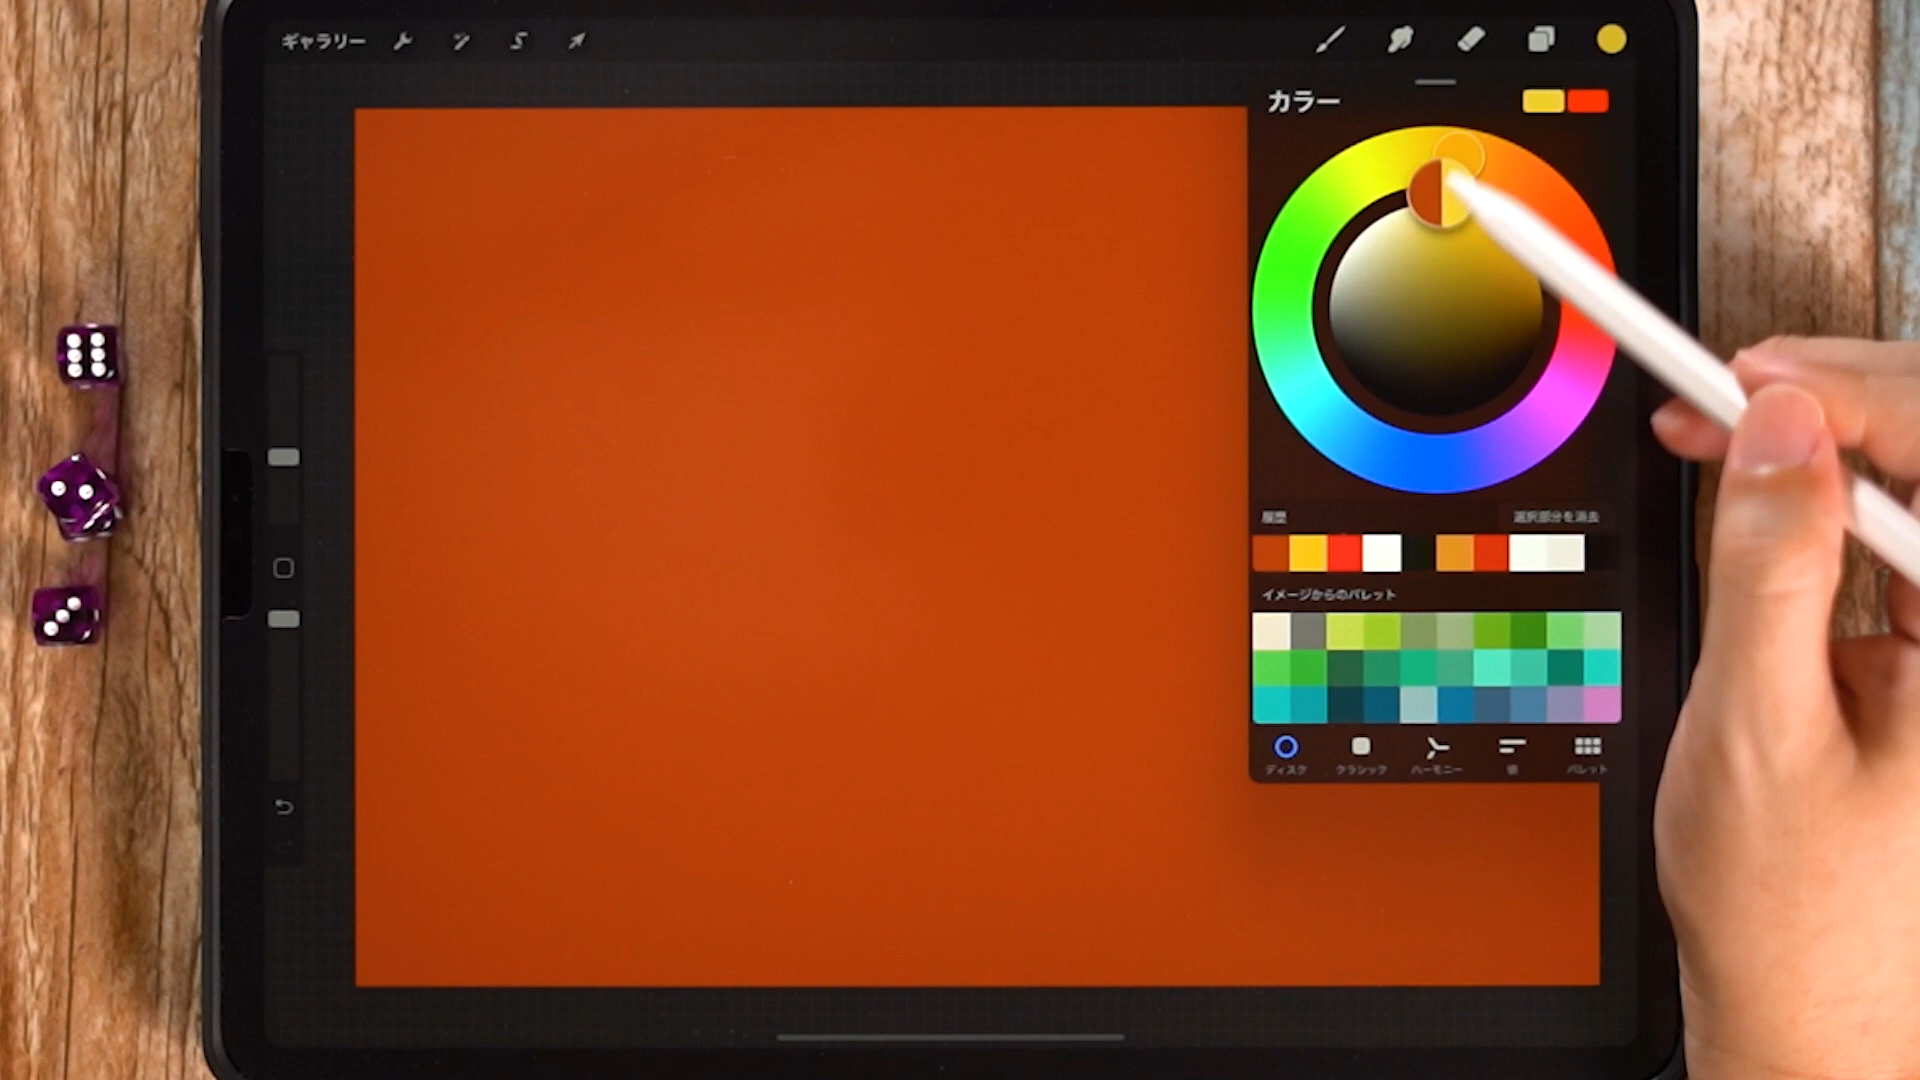 ギャラリー
カラー
履歴
選択部分を消去
イメージからのパレット
ディスク
クラシック
ハーモニー
値
パレット